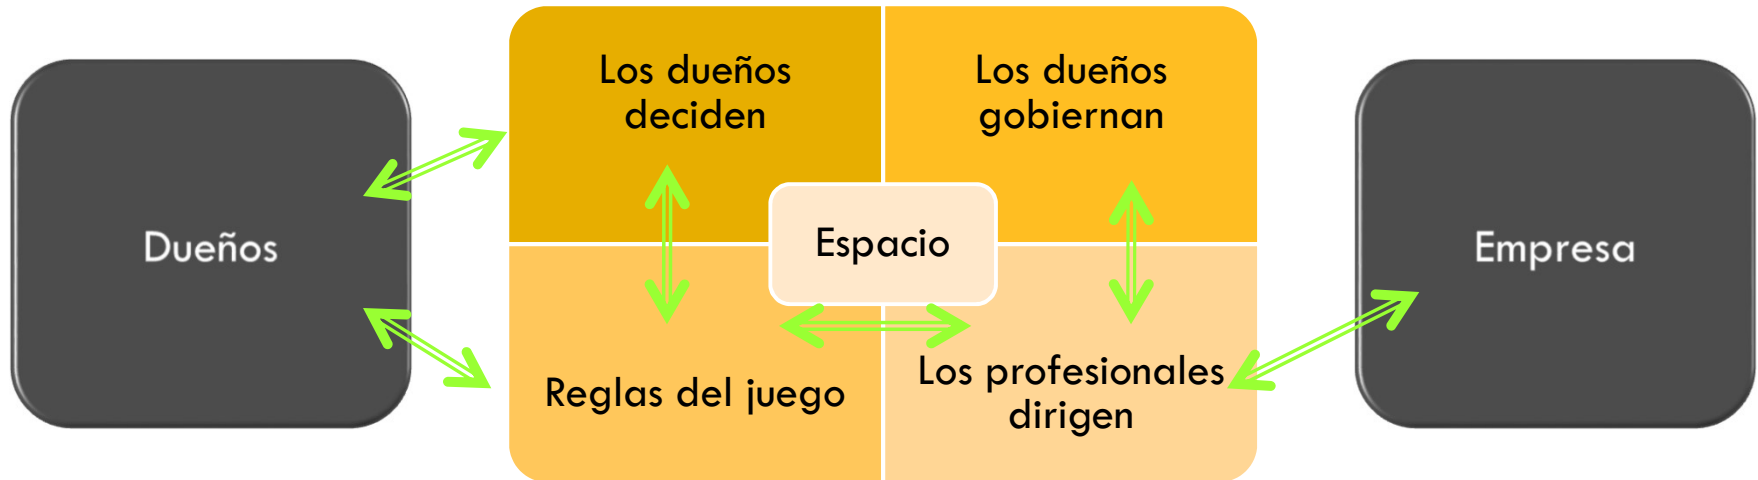 Dueños
Los dueños
deciden
Los dueños
gobiernan
Espacio
Reglas del juego
Los profesionales
dirigen
Empresa